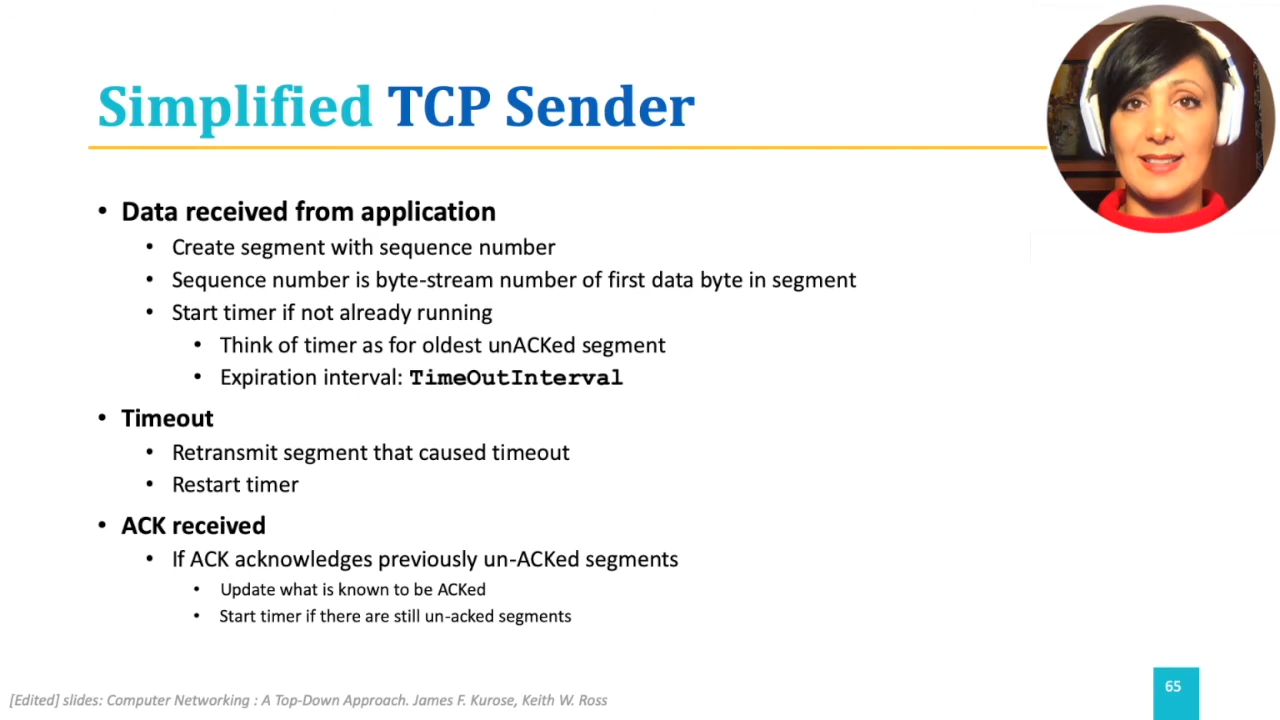 Simplified TCP Sender
• Data received from application
• Create segment with sequence number
• Sequence number is byte-stream number of first data byte in segment
• Start timer if not already running
• Think of timer as for oldest unACKed segment
• Expiration interval: TimeOutInterval
• Timeout
• Retransmit segment that caused timeout
• Restart timer
• ACK received
• If ACK acknowledges previously un-ACKed segments
• Update what is known to be ACKed
• Start timer if there are still un-acked segments
[Edited] slides: Computer Networking : A Top-Down Approach. James F. Kurose, Keith W. Ross
65